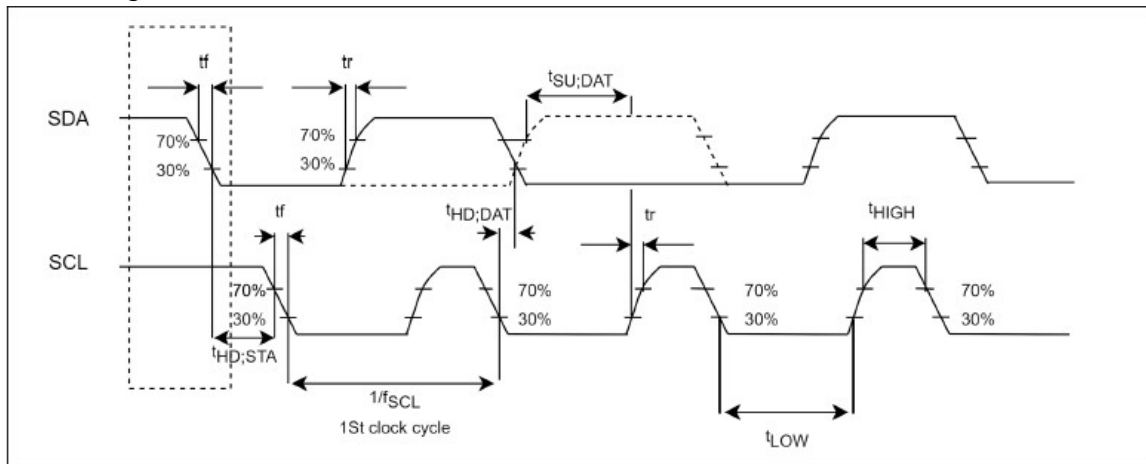 tf
tr
tSU;DAT
SDA
70%
30%
70%
30%
tf
tHD;DAT
tr
tHIGH
SCL
70%
30%
70%
30%
70%
30%
70%
30%
tHD;STA
1/fSCL
1St clock cycle
tLOW